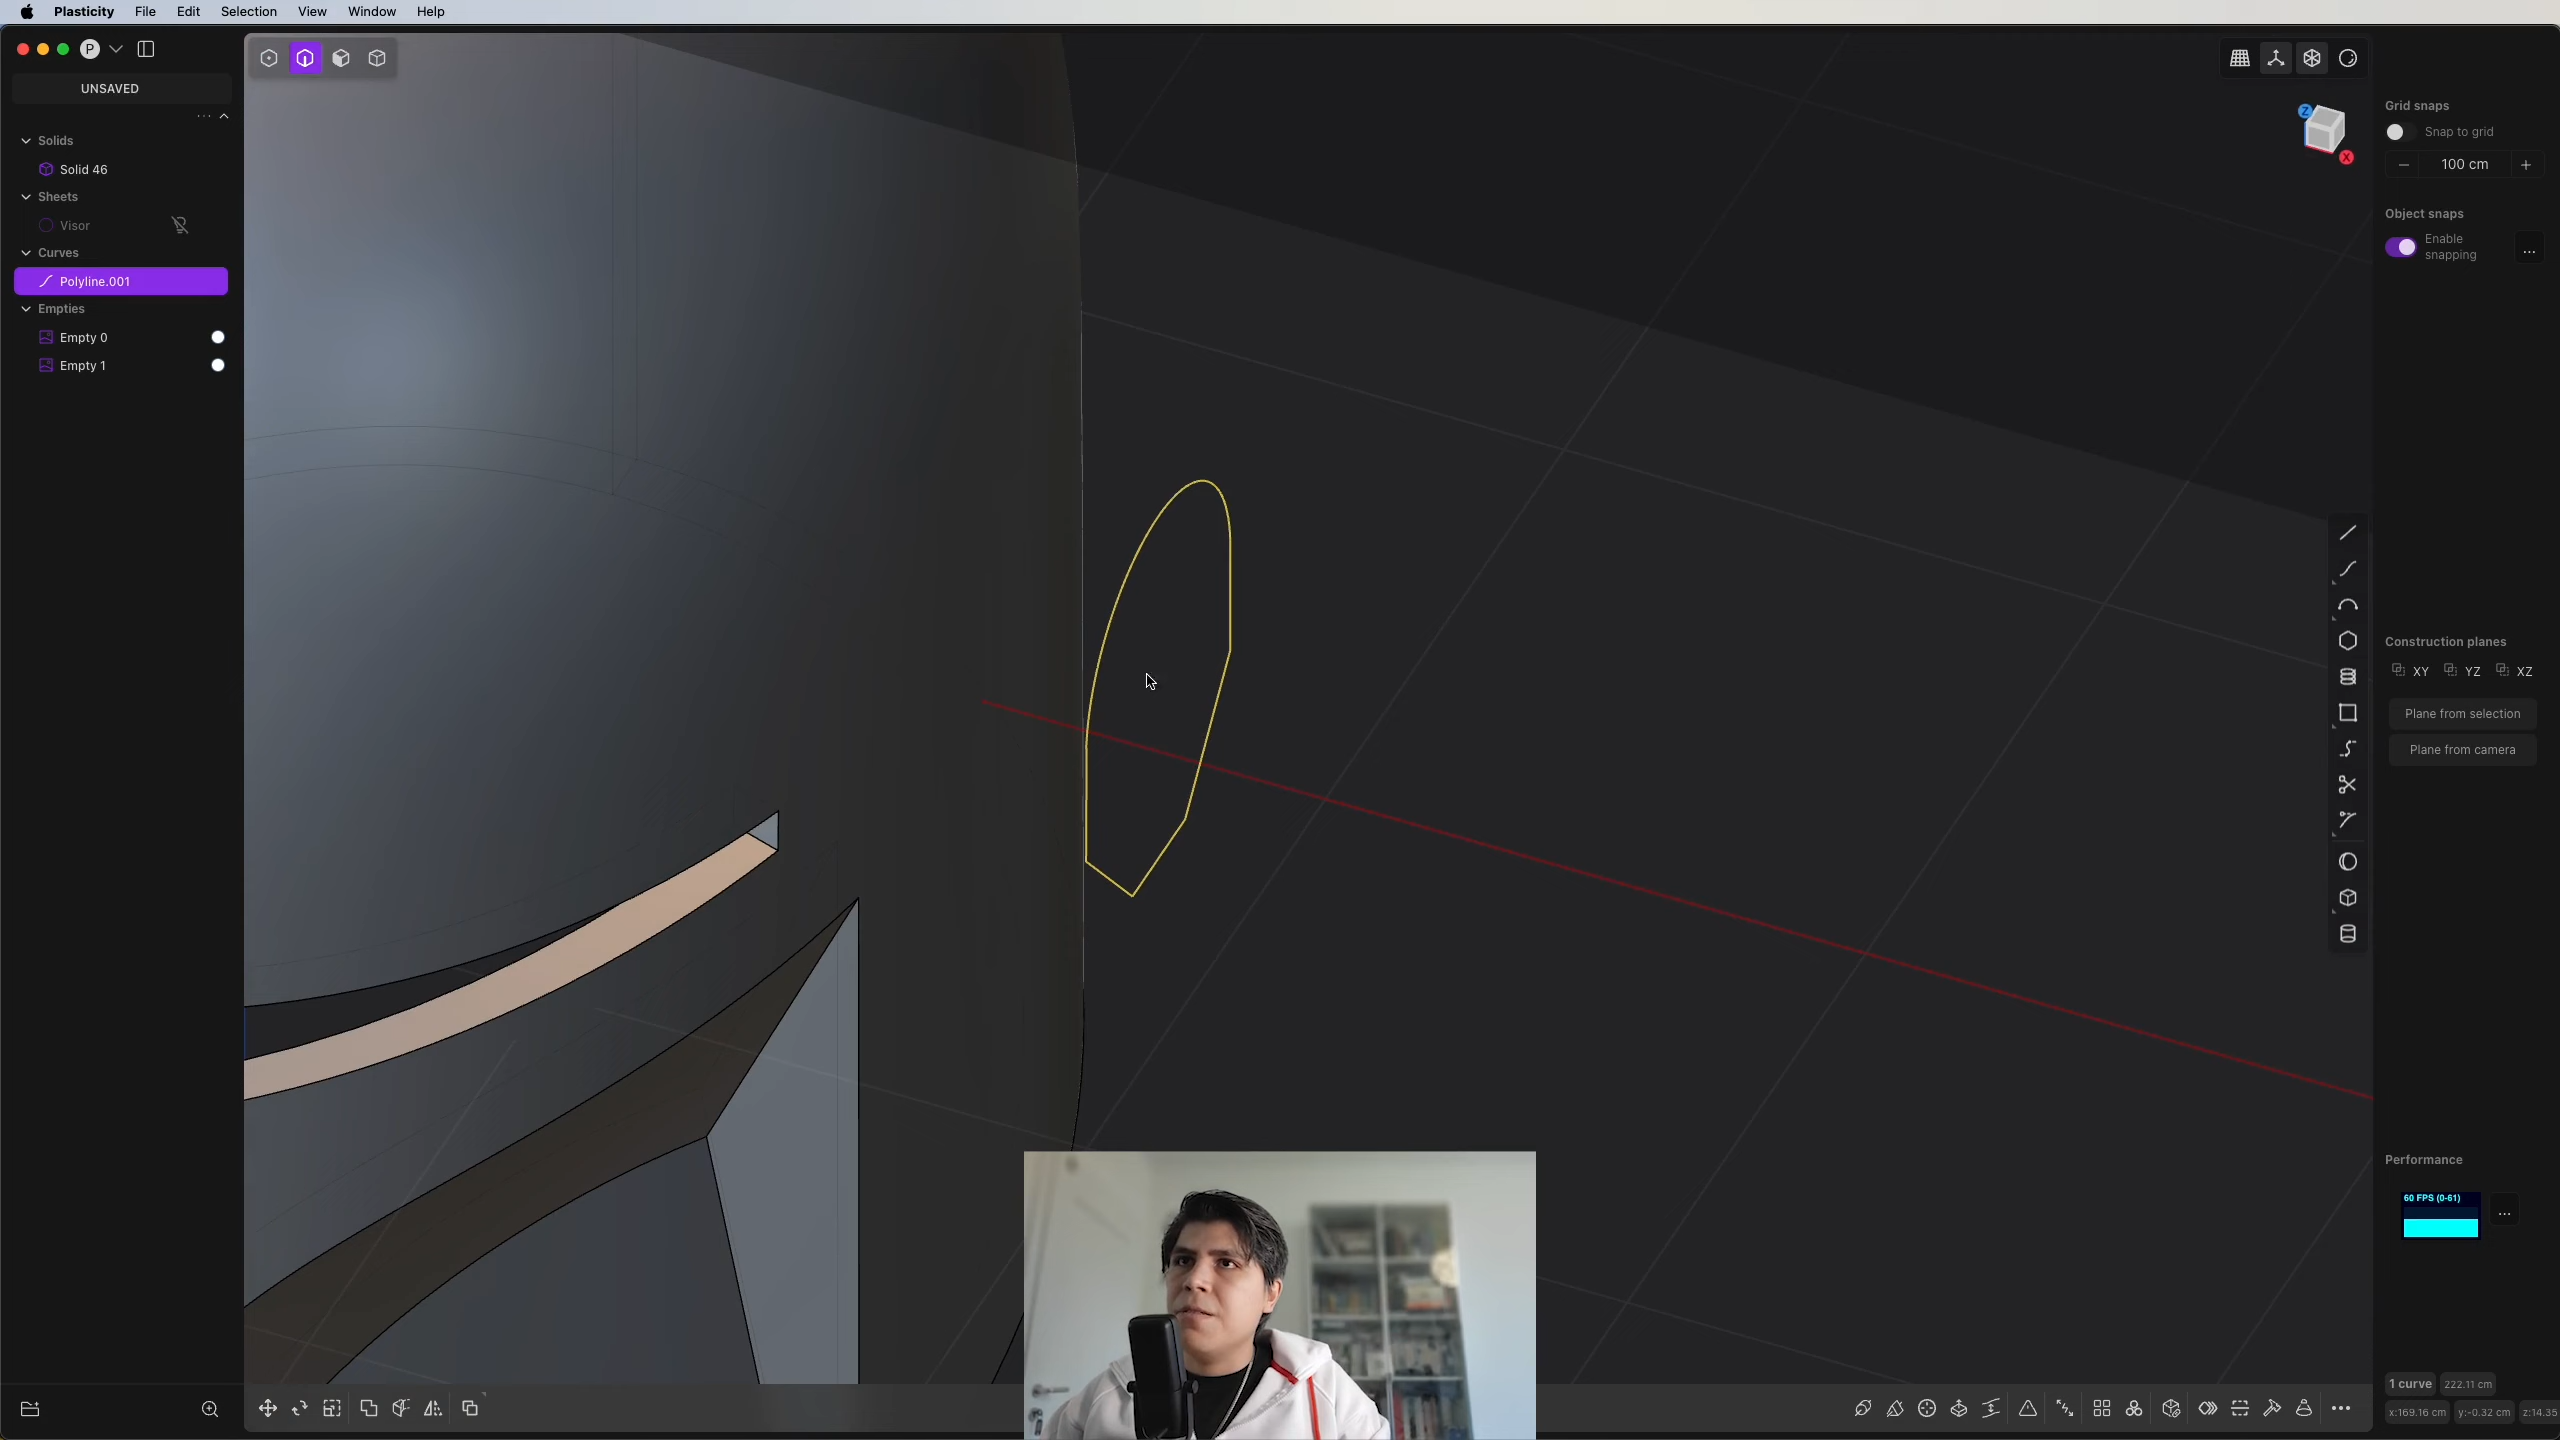 Plasticity File Edit Selection View Window Help
P
UNSAVED
Solids
Solid 46
Sheets
Visor
Curves
Polyline.001
Empties
Empty 0
Empty 1
Z
X
Grid snaps
Snap to grid
100 cm
Object snaps
Enable
snapping
Construction planes
XY YZ XZ
Plane from selection
Plane from camera
Performance
60 FPS (0-61)
1 curve 222.11 cm
x:169.16 cm y:-0.32 cm z:14.35